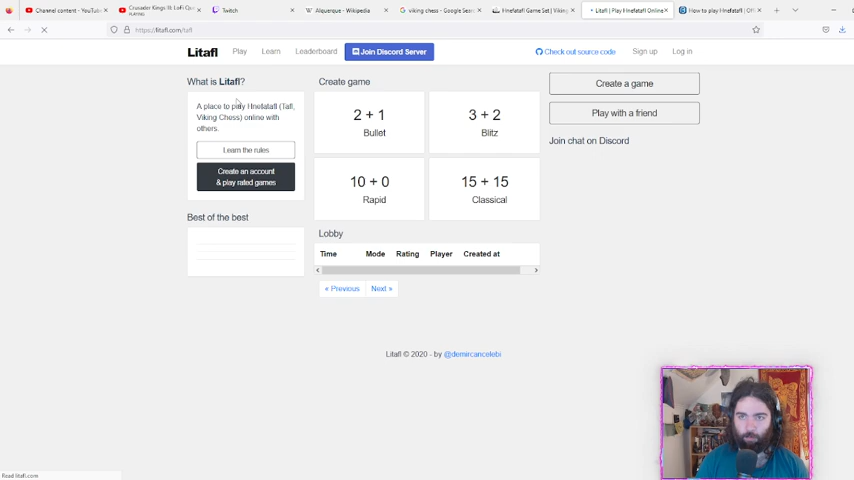 Channel content - YouTube
Crusader Kings III: Lofi Que
PLAYING
Twitch
Alquerque - Wikipedia
viking chess - Google Sear
Hnefatafl Game Set | Viking
Litafl | Play Hnefatafl Online
How to play Hnefatafl | Offi
https://litafl.com/tafl
Litafl
Play
Learn
Leaderboard
Join Discord Server
Check out source code
Sign up
Log in
What is Litafl?
A place to play Hnefatafl (Tafl,
Viking Chess) online with
others.
Learn the rules
Create an account
& play rated games
Best of the best
Create game
2 + 1
Bullet
3 + 2
Blitz
10 + 0
Rapid
15 + 15
Classical
Lobby
Time Mode Rating Player Created at
« Previous Next »
Create a game
Play with a friend
Join chat on Discord
Litafl © 2020 - by @demircancelebi
Read litafl.com